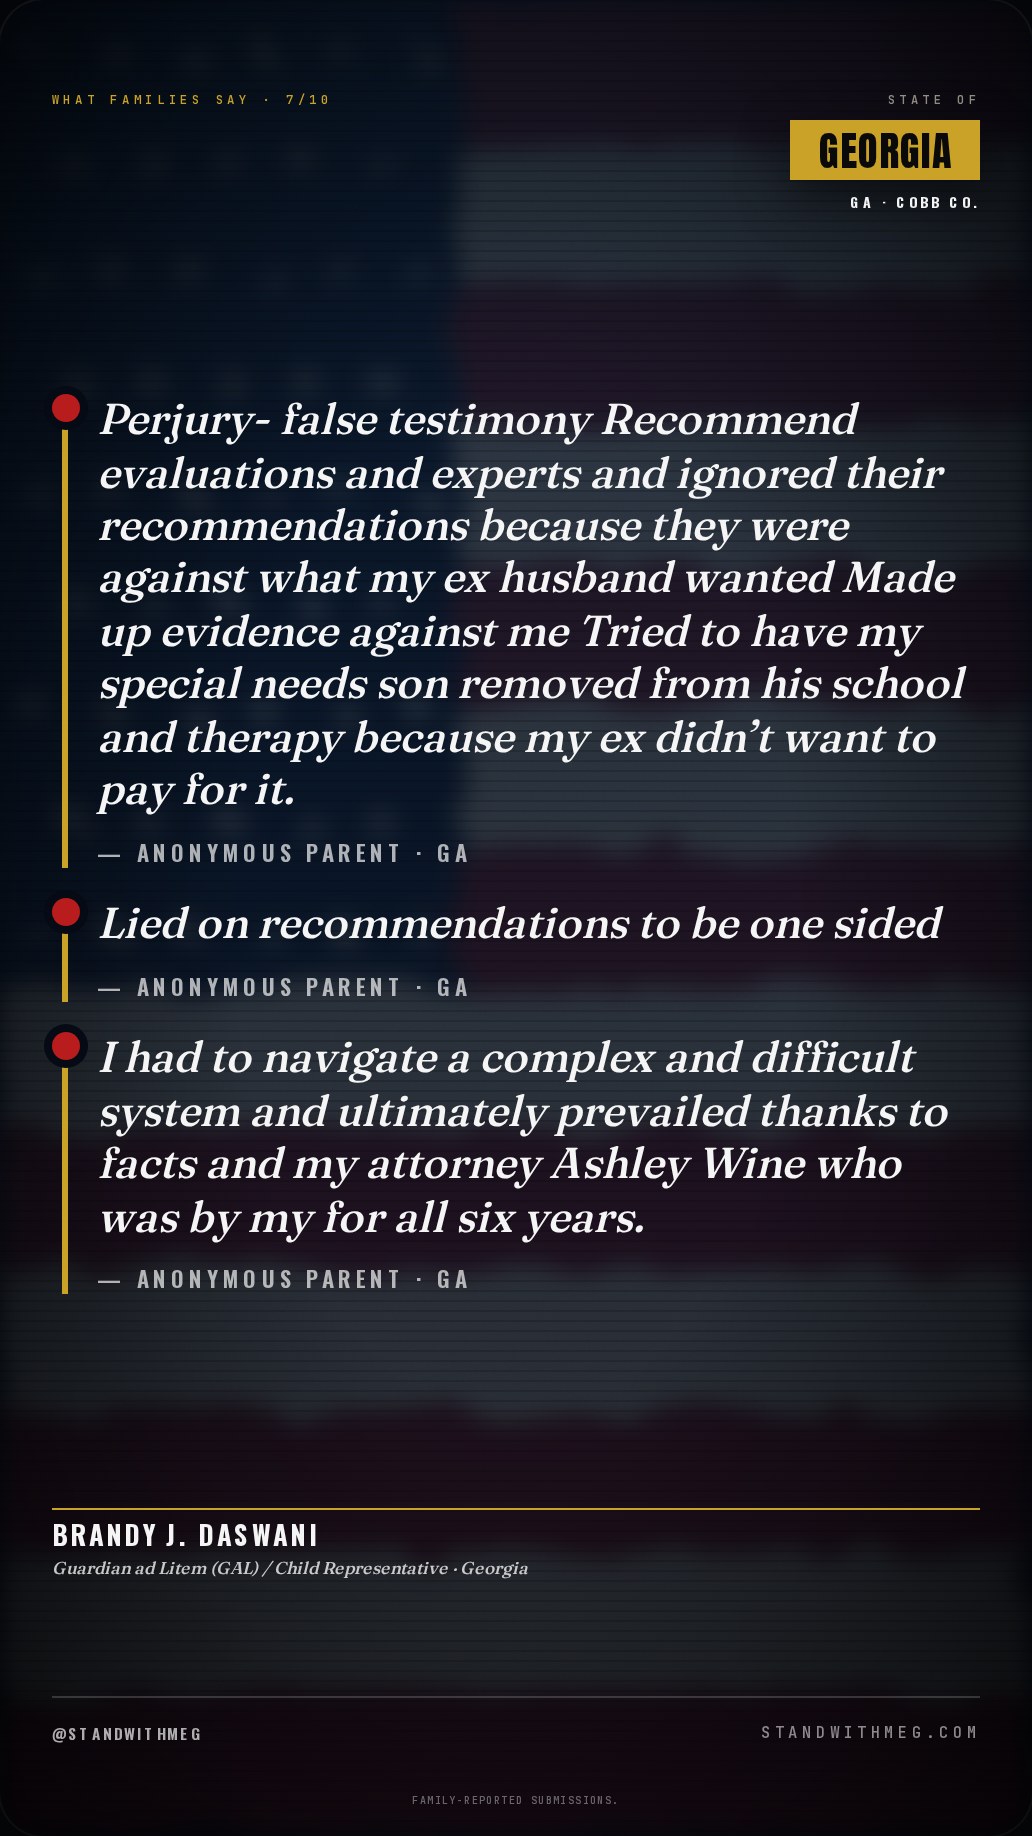 WHAT FAMILIES SAY · 7/10
STATE OF
GEORGIA
GA · COBB CO.
Perjury- false testimony Recommend
evaluations and experts and ignored their
recommendations because they were
against what my ex husband wanted Made
up evidence against me Tried to have my
special needs son removed from his school
and therapy because my ex didn’t want to
pay for it.
— ANONYMOUS PARENT · GA
Lied on recommendations to be one sided
— ANONYMOUS PARENT · GA
I had to navigate a complex and difficult
system and ultimately prevailed thanks to
facts and my attorney Ashley Wine who
was by my for all six years.
— ANONYMOUS PARENT · GA
BRANDY J. DASWANI
Guardian ad Litem (GAL) / Child Representative · Georgia
@STANDWITHMEG
STANDWITHMEG.COM
FAMILY-REPORTED SUBMISSIONS.